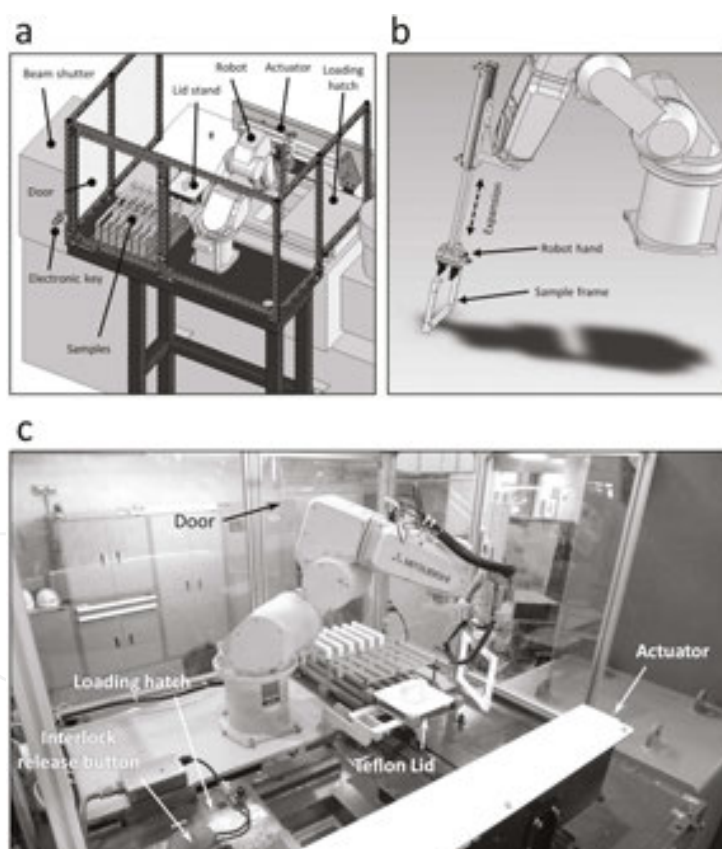 a
Beam shutter
Lid stand
Robot
Actuator
Loading
hatch
Door
Electronic key
Samples
b
Expansion
Robot hand
Sample frame
c
Door
MITSUBISHI
Actuator
Loading hatch
Interlock
release button
Teflon Lid